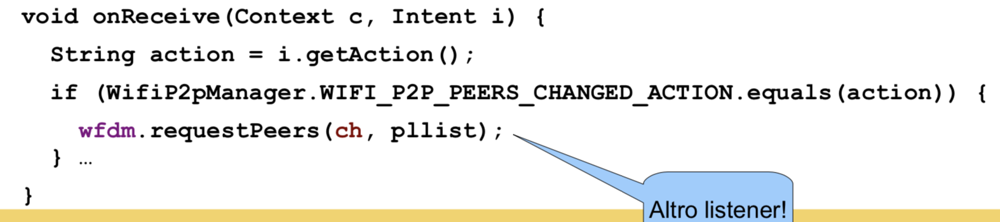 void onReceive(Context c, Intent i) {
String action = i.getAction();
if (WifiP2pManager.WIFI_P2P_PEERS_CHANGED_ACTION.equals(action)) {
wfdm.requestPeers(ch, pllist);
} …
}
Altro listener!